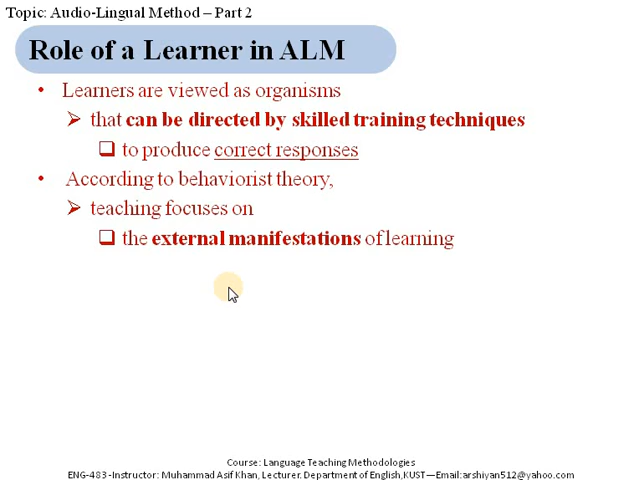 Topic: Audio-Lingual Method – Part 2
Role of a Learner in ALM
• Learners are viewed as organisms
➢ that can be directed by skilled training techniques
❑ to produce correct responses
• According to behaviorist theory,
➢ teaching focuses on
❑ the external manifestations of learning
Course: Language Teaching Methodologies
ENG-483 -Instructor: Muhammad Asif Khan, Lecturer. Department of English,KUST—Email:arshiyan512@yahoo.com